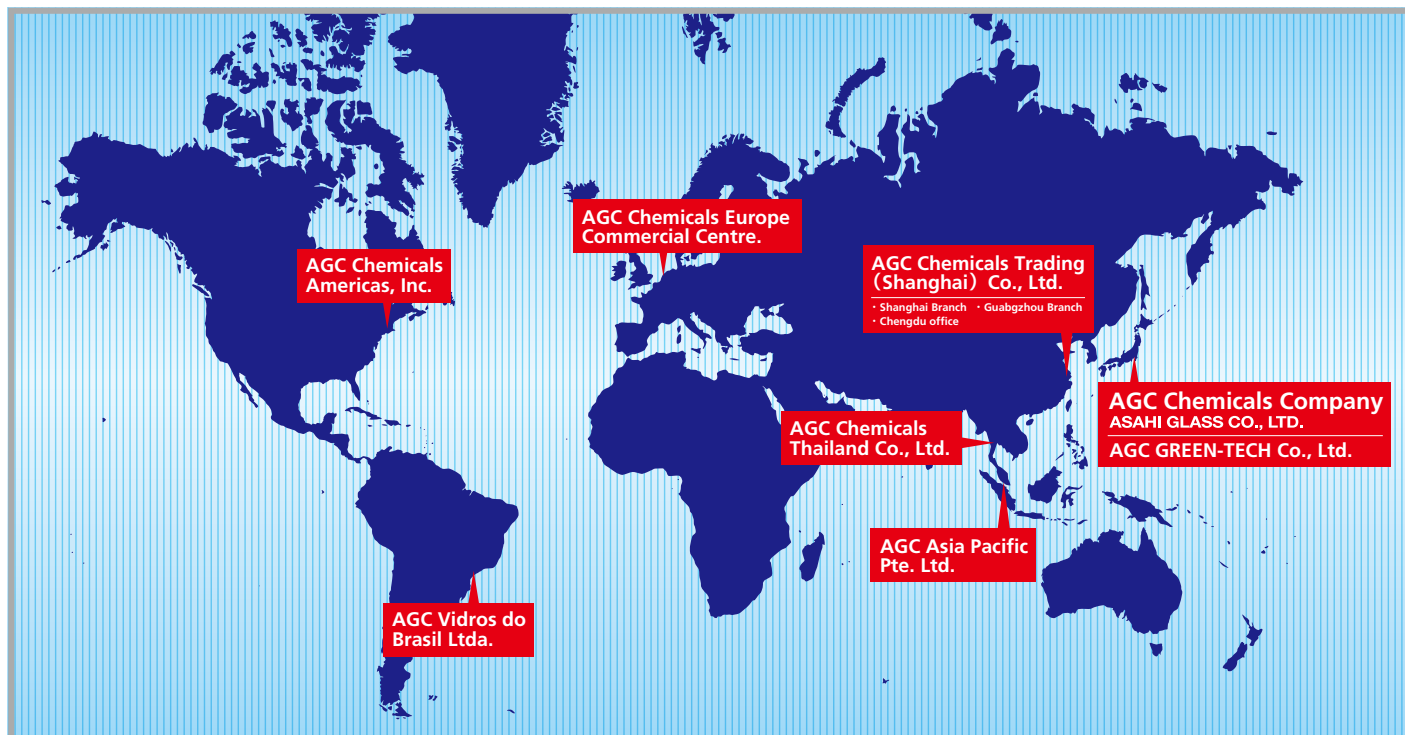 AGC Chemicals Europe
Commercial Centre.
AGC Chemicals
Americas, Inc.
AGC Chemicals Trading
（Shanghai）Co., Ltd.
・Shanghai Branch ・Guabgzhou Branch
・Chengdu office
AGC Chemicals Company
ASAHI GLASS CO., LTD.
AGC GREEN-TECH Co., Ltd.
AGC Chemicals
Thailand Co., Ltd.
AGC Asia Pacific
Pte. Ltd.
AGC Vidros do
Brasil Ltda.